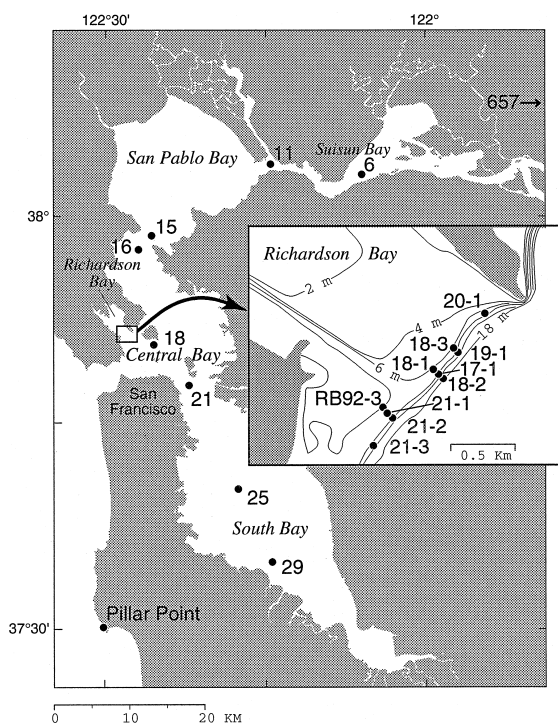 122°30'
122°
657→
Suisun Bay
San Pablo Bay
11
6
38°
15
16
Richardson
Bay
Richardson Bay
2 m
20-1
4 m
18 m
18-3
19-1
6 m
18-1
17-1
18-2
RB92-3
21-1
21-2
21-3
0.5 Km
18
Central Bay
21
San
Francisco
25
South Bay
29
Pillar Point
37°30'
0 10 20 KM